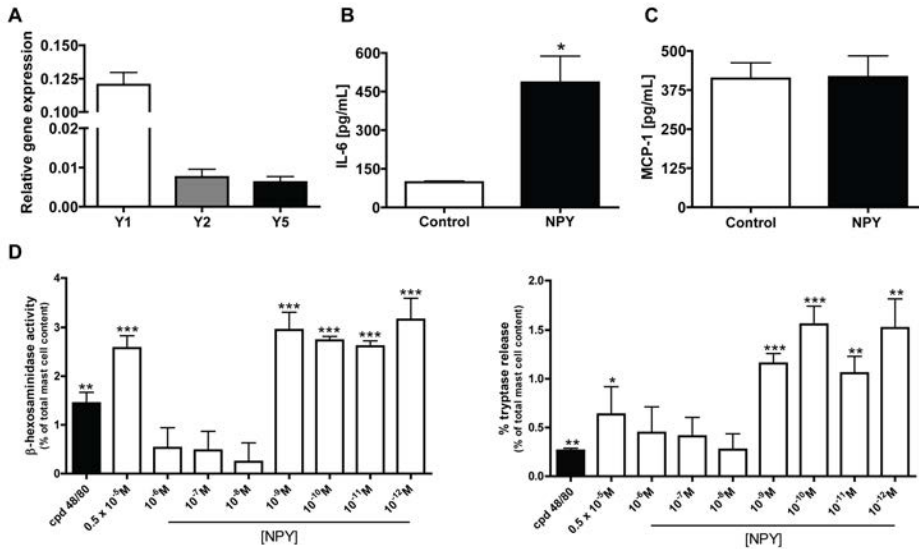 A
Relative gene expression
0.150
0.125
0.100
0.02
0.01
0.00
Y1 Y2 Y5
B
IL-6 [pg/mL]
600
450
300
150
0
*
Control NPY
C
MCP-1 [pg/mL]
500
375
250
125
0
Control NPY
D
β-hexosaminidase activity
(% of total mast cell content)
4
3
2
1
0
** *** *** *** *** ***
cpd 48/80 0.5 x 10⁻⁵M 10⁻⁶M 10⁻⁷M 10⁻⁸M 10⁻⁹M 10⁻¹⁰M 10⁻¹¹M 10⁻¹²M
[NPY]
% tryptase release
(% of total mast cell content)
2.0
1.5
1.0
0.5
0.0
** * *** *** ** **
cpd 48/80 0.5 x 10⁻⁵M 10⁻⁶M 10⁻⁷M 10⁻⁸M 10⁻⁹M 10⁻¹⁰M 10⁻¹¹M 10⁻¹²M
[NPY]